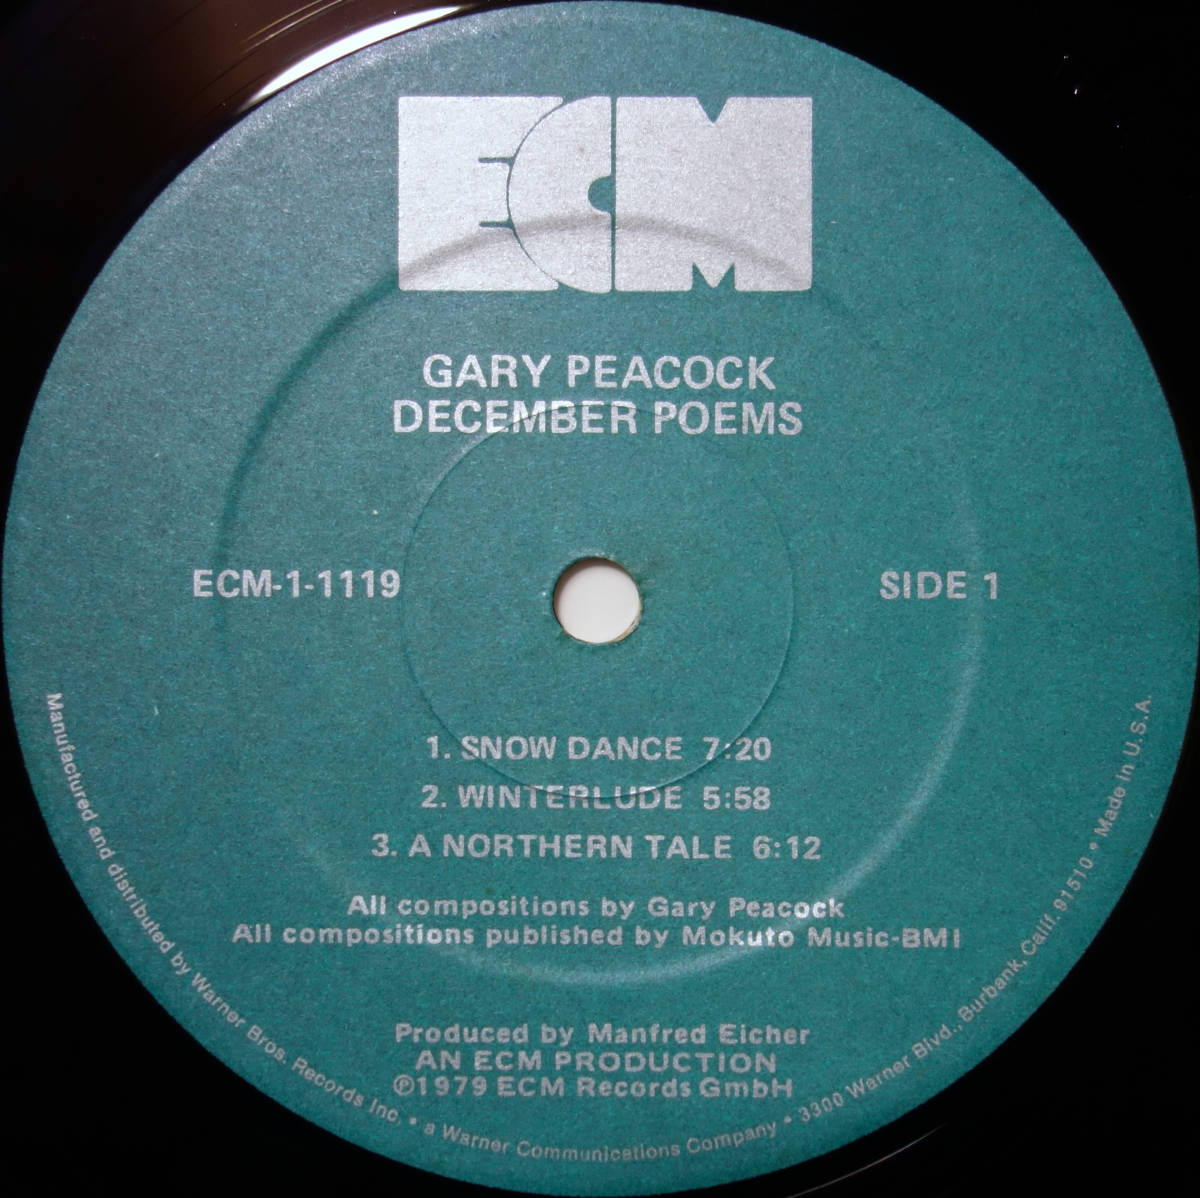 ECM
GARY PEACOCK
DECEMBER POEMS
ECM-1-1119
SIDE 1
1. SNOW DANCE 7:20
2. WINTERLUDE 5:58
3. A NORTHERN TALE 6:12
All compositions by Gary Peacock
All compositions published by Mokuto Music-BMI
Produced by Manfred Eicher
AN ECM PRODUCTION
℗1979 ECM Records GmbH
Manufactured and distributed by Warner Bros. Records Inc. • a Warner Communications Company • 3300 Warner Blvd., Burbank, Calif. 91510 • Made in U.S.A.